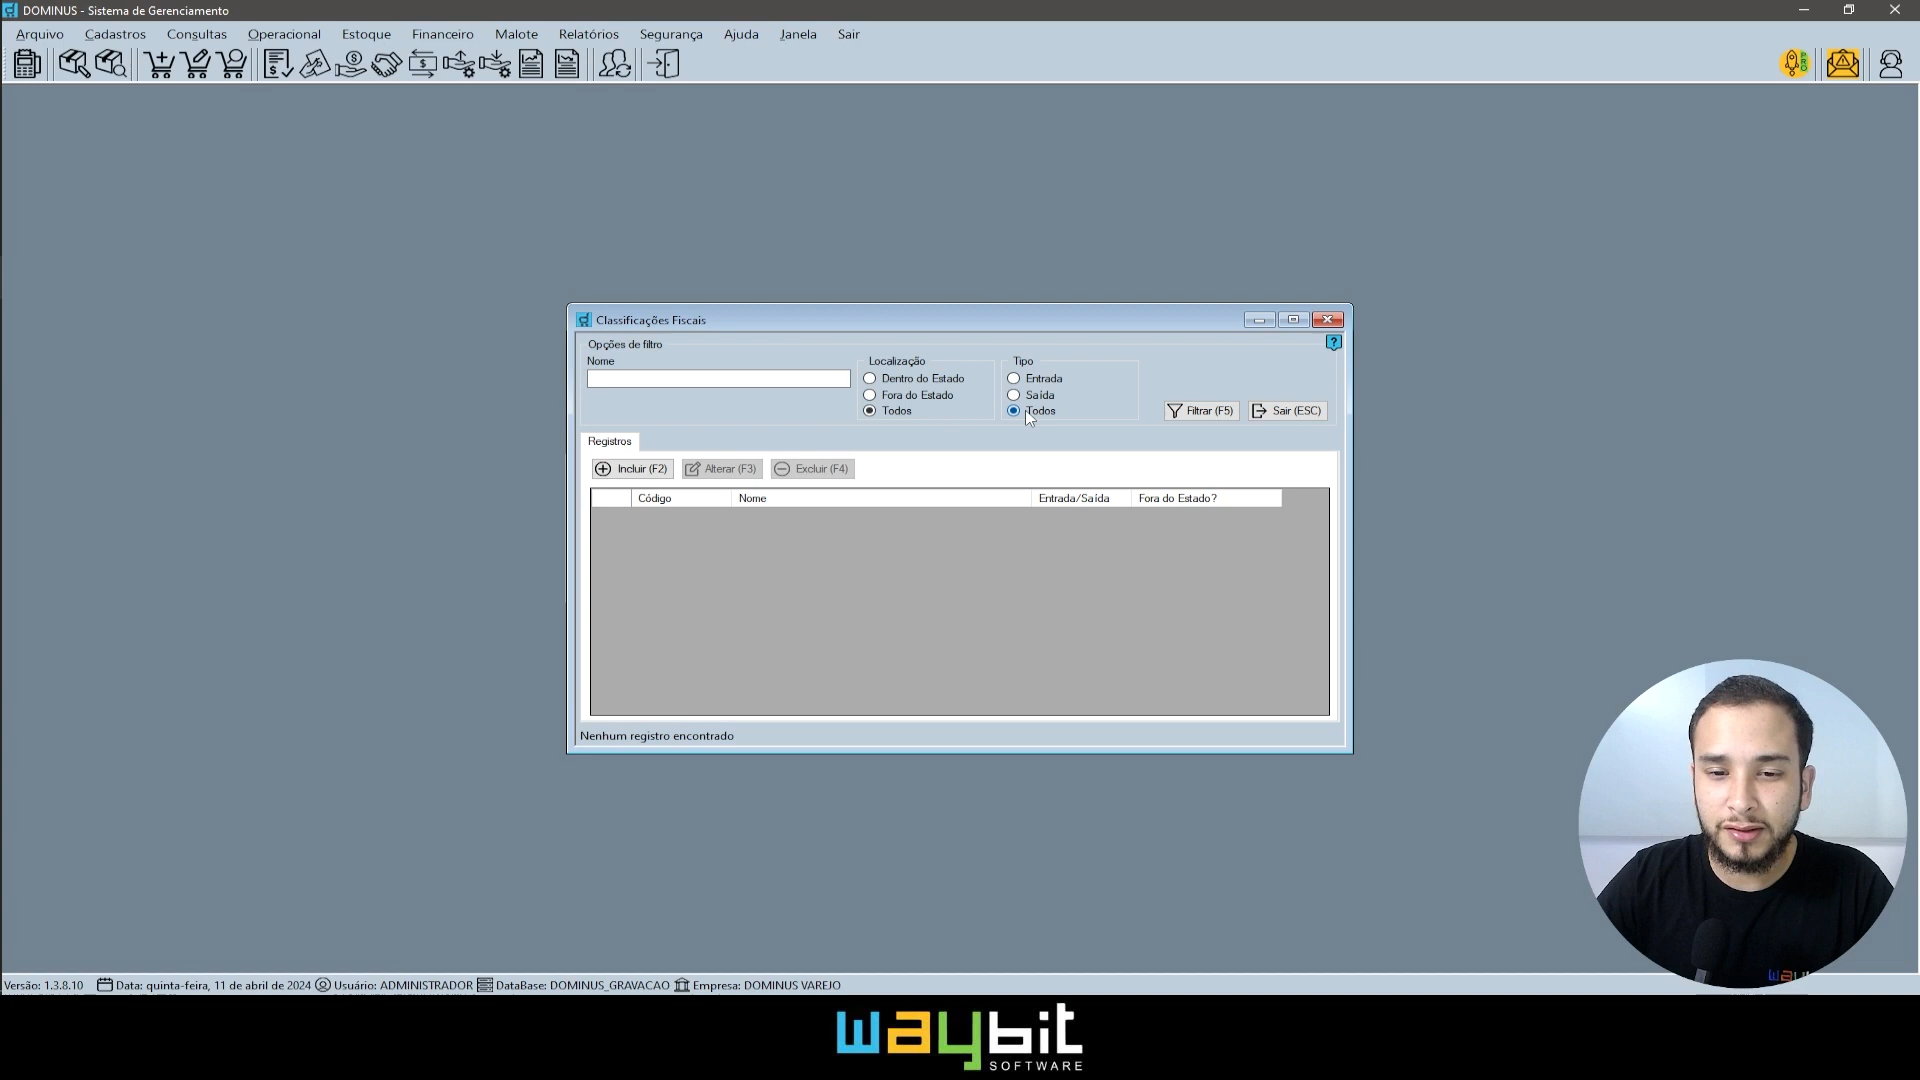 DOMINUS - Sistema de Gerenciamento
Arquivo Cadastros Consultas Operacional Estoque Financeiro Malote Relatórios Segurança Ajuda Janela Sair
PRO
Classificações Fiscais
Opções de filtro
?
Nome
Localização
Tipo
Dentro do Estado
Entrada
Fora do Estado
Saída
Todos
Todos
Filtrar (F5)
Sair (ESC)
Registros
Incluir (F2)
Alterar (F3)
Excluir (F4)
Código Nome Entrada/Saída Fora do Estado?
Nenhum registro encontrado
Versão: 1.3.8.10 Data: quinta-feira, 11 de abril de 2024 Usuário: ADMINISTRADOR DataBase: DOMINUS_GRAVACAO Empresa: DOMINUS VAREJO
waybit
SOFTWARE